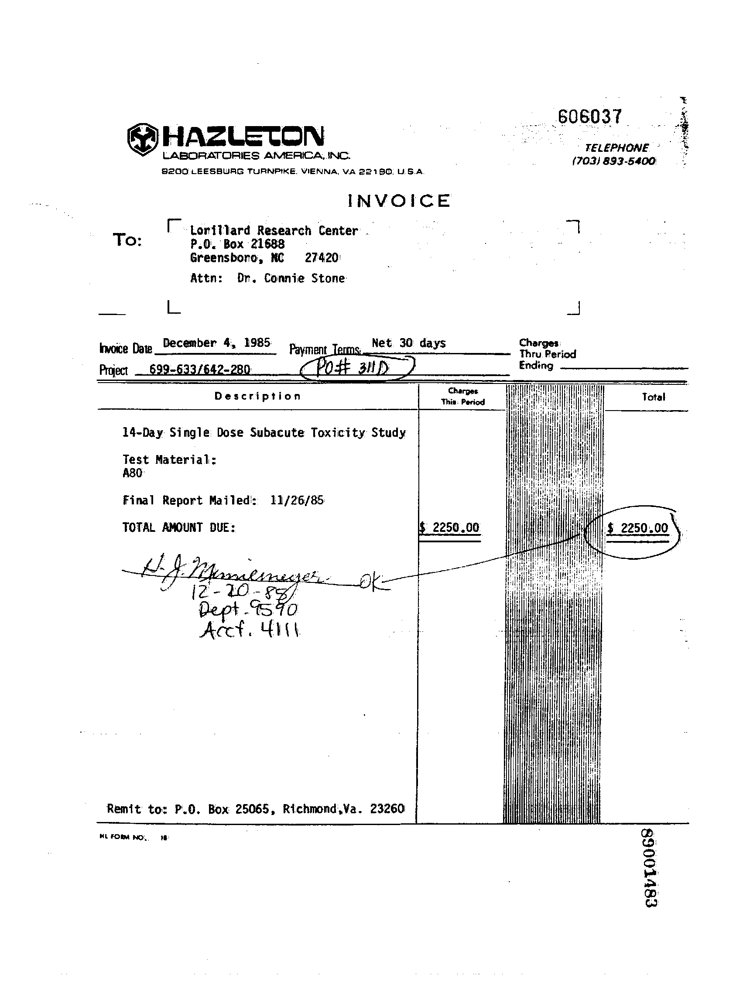 606037
HAZLETON
LABORATORIES AMERICA, INC.
9200 LEESBURG TURNPIKE, VIENNA, VA 22180, U.S.A.
TELEPHONE
(703) 893-5400
INVOICE
To:
Lorillard Research Center
P.O. Box 21688
Greensboro, NC 27420
Attn: Dr. Connie Stone
Invoice Date December 4, 1985 Payment Terms Net 30 days
Charges
Thru Period
Ending
Project 699-633/642-280 PO# 311D
Description Charges This Period Total
14-Day Single Dose Subacute Toxicity Study
Test Material:
A80
Final Report Mailed: 11/26/85
TOTAL AMOUNT DUE: $ 2250.00 $ 2250.00
H. J. Minnemeyer OK
12-20-85
Dept. 9590
Acct. 4111
Remit to: P.O. Box 25065, Richmond,Va. 23260
HL FORM NO. 18
89001483